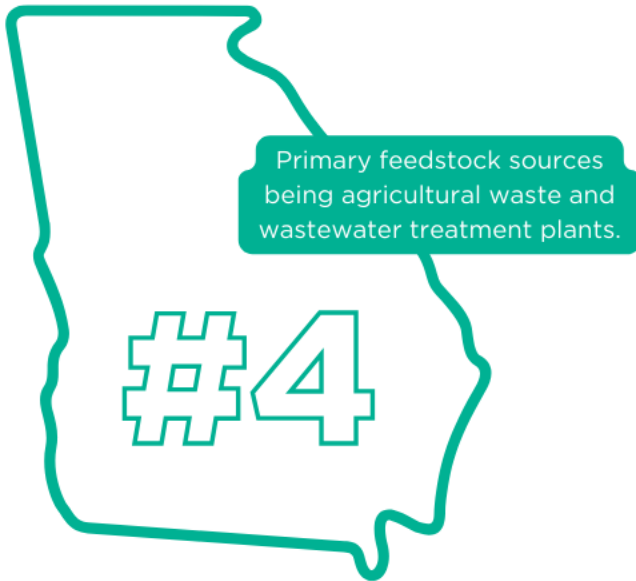 Primary feedstock sources
being agricultural waste and
wastewater treatment plants.
#4